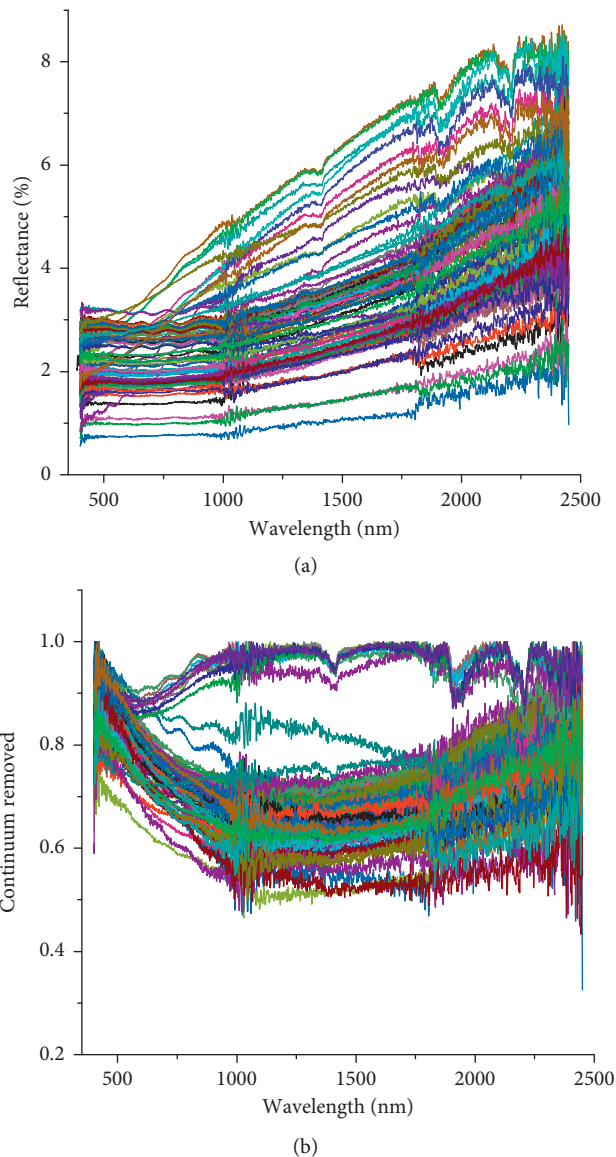 8
6
Reflectance (%)
4
2
0
500 1000 1500 2000 2500
Wavelength (nm)
(a)
1.0
0.8
Continuum removed
0.6
0.4
0.2
500 1000 1500 2000 2500
Wavelength (nm)
(b)